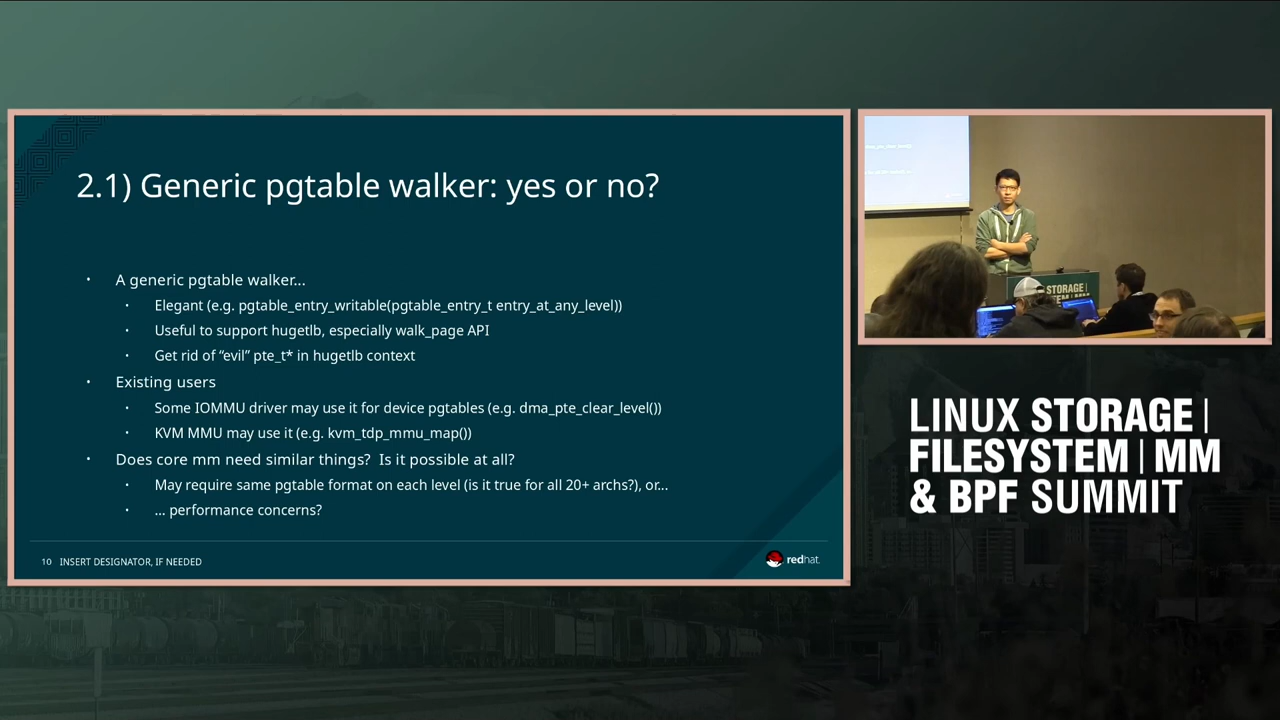 2.1) Generic pgtable walker: yes or no?
· A generic pgtable walker...
· Elegant (e.g. pgtable_entry_writable(pgtable_entry_t entry_at_any_level))
· Useful to support hugetlb, especially walk_page API
· Get rid of “evil” pte_t* in hugetlb context
· Existing users
· Some IOMMU driver may use it for device pgtables (e.g. dma_pte_clear_level())
· KVM MMU may use it (e.g. kvm_tdp_mmu_map())
· Does core mm need similar things? Is it possible at all?
· May require same pgtable format on each level (is it true for all 20+ archs?), or...
· ... performance concerns?
10 INSERT DESIGNATOR, IF NEEDED
redhat.
STORAGE |
LINUX STORAGE |
FILESYSTEM | MM
& BPF SUMMIT